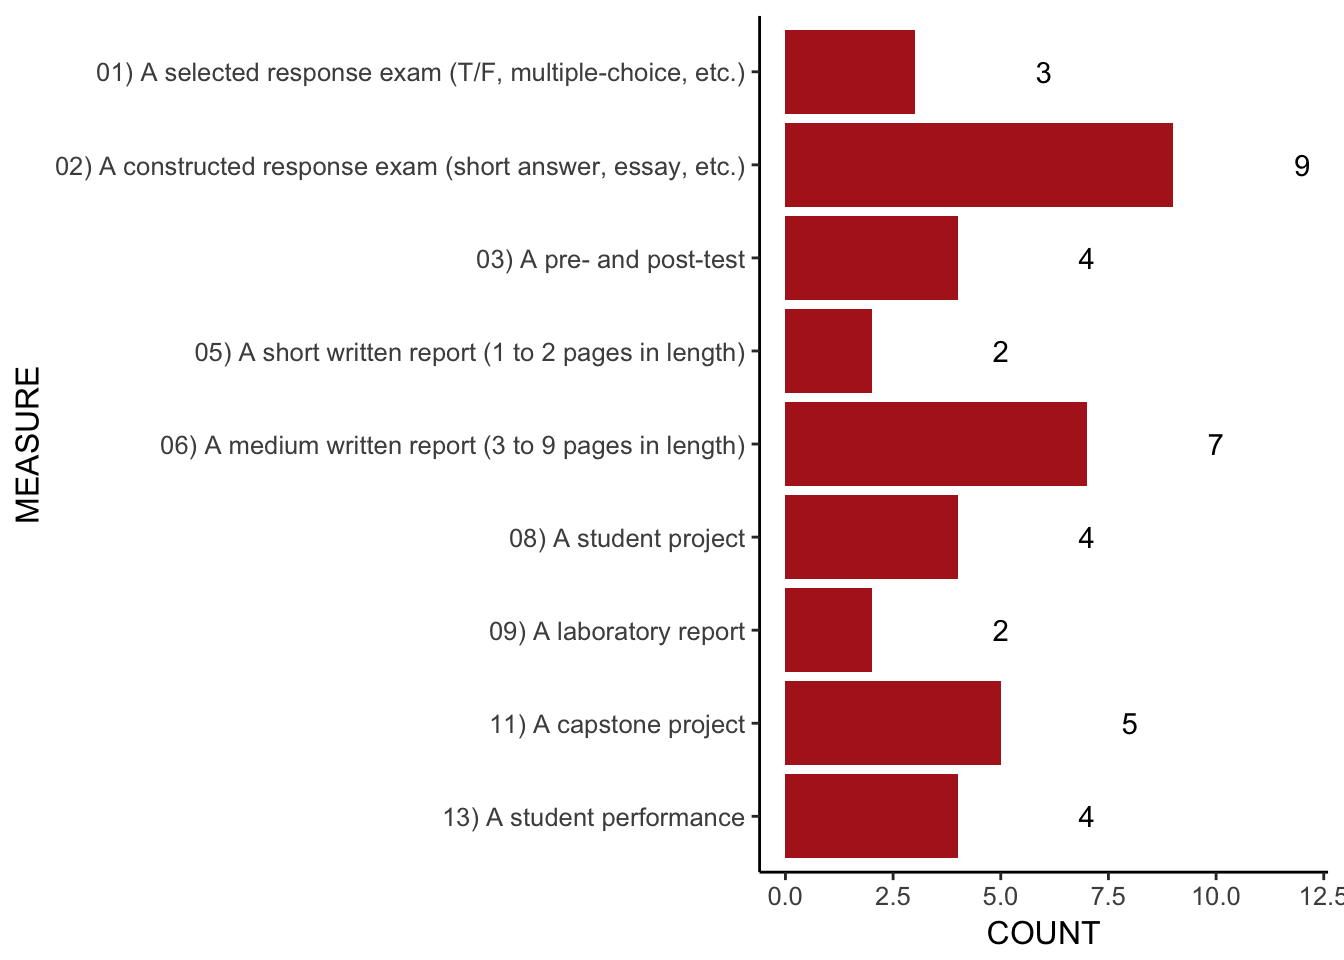 01) A selected response exam (T/F, multiple-choice, etc.) 3
02) A constructed response exam (short answer, essay, etc.) 9
03) A pre- and post-test 4
05) A short written report (1 to 2 pages in length) 2
06) A medium written report (3 to 9 pages in length) 7
08) A student project 4
09) A laboratory report 2
11) A capstone project 5
13) A student performance 4
MEASURE
0.0 2.5 5.0 7.5 10.0 12.5
COUNT